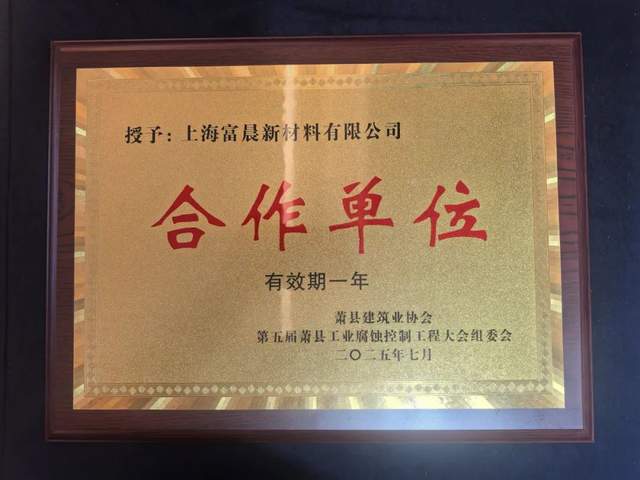 授予：上海富晨新材料有限公司
合作单位
有效期一年
萧县建筑业协会
第五届萧县工业腐蚀控制工程大会组委会
二〇二五年七月